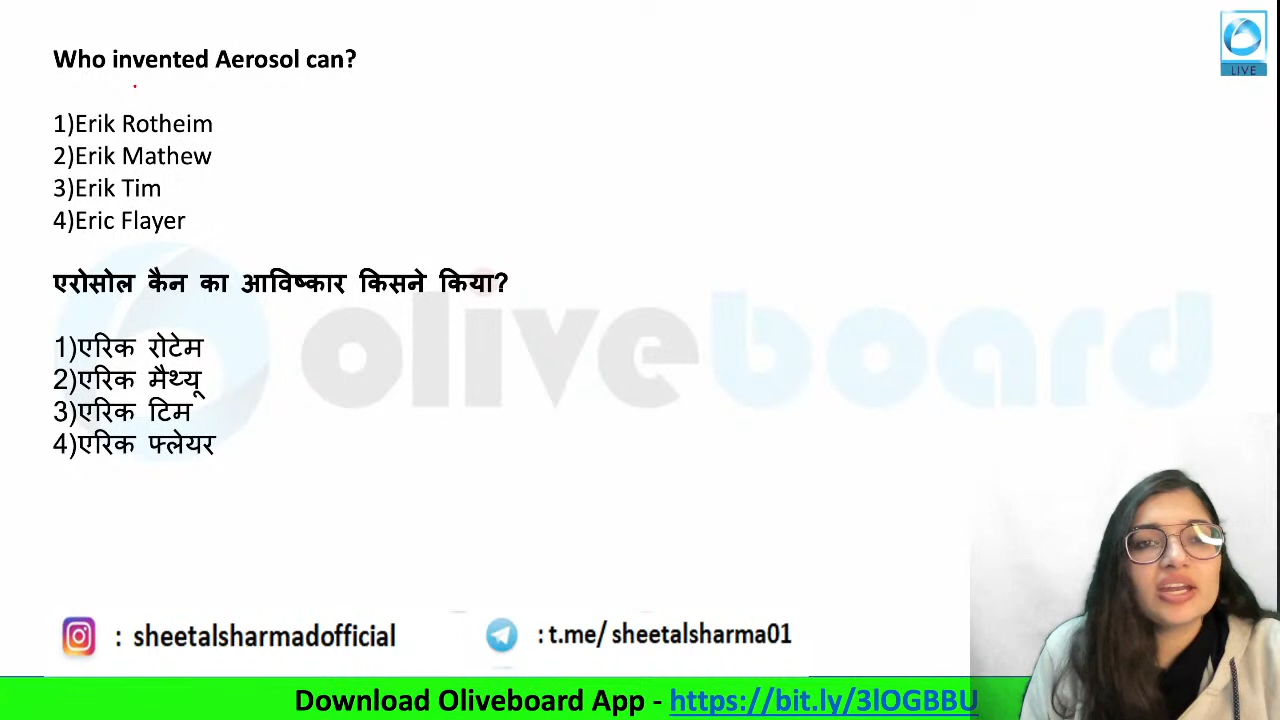 LIVE
Who invented Aerosol can?
1)Erik Rotheim
2)Erik Mathew
3)Erik Tim
4)Eric Flayer
एरोसोल कैन का आविष्कार किसने किया?
1)एरिक रोटेम
2)एरिक मैथ्यू
3)एरिक टिम
4)एरिक फ्लेयर
oliveboard
: sheetalsharmadofficial
: t.me/ sheetalsharma01
Download Oliveboard App - https://bit.ly/3lOGBBU